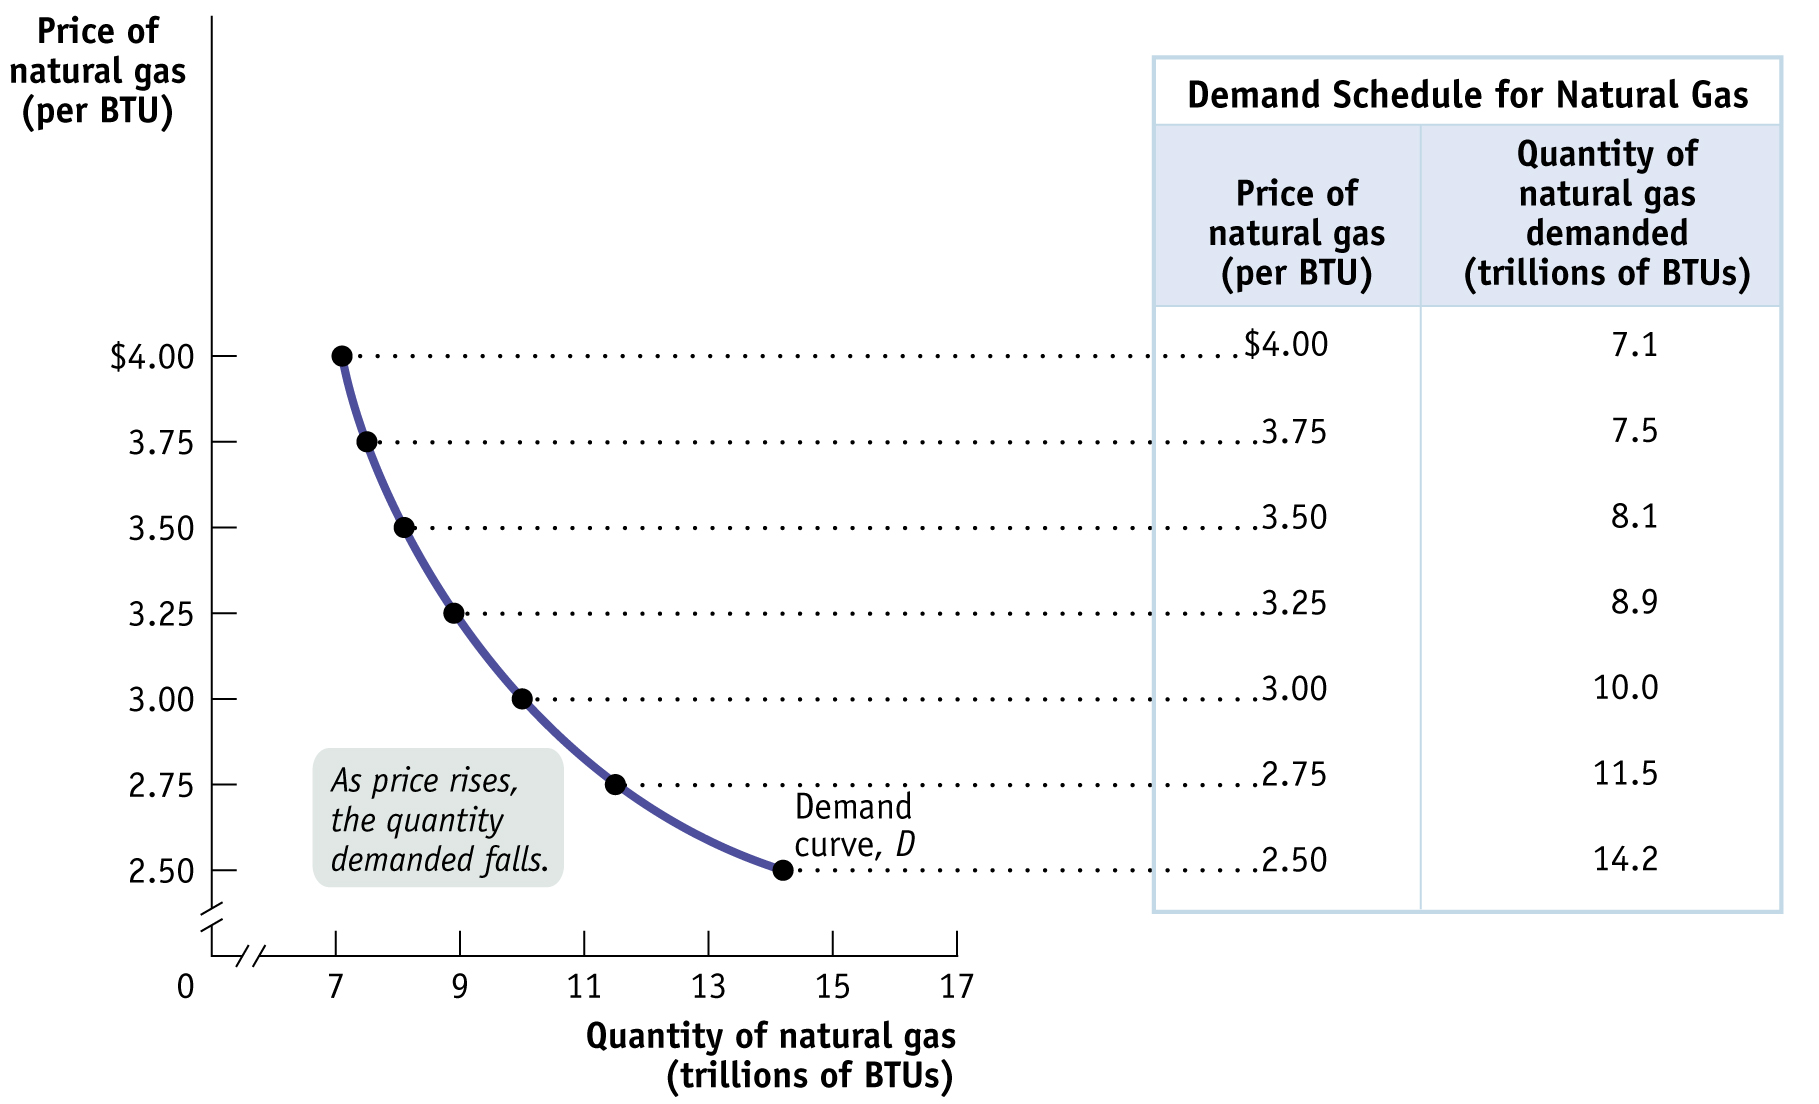 Price of
natural gas
(per BTU)
$4.00
3.75
3.50
3.25
3.00
2.75
2.50
0
7 9 11 13 15 17
Quantity of natural gas
(trillions of BTUs)
As price rises,
the quantity
demanded falls.
Demand
curve, D
Demand Schedule for Natural Gas
Price of
natural gas
(per BTU)
Quantity of
natural gas
demanded
(trillions of BTUs)
$4.00 7.1
3.75 7.5
3.50 8.1
3.25 8.9
3.00 10.0
2.75 11.5
2.50 14.2